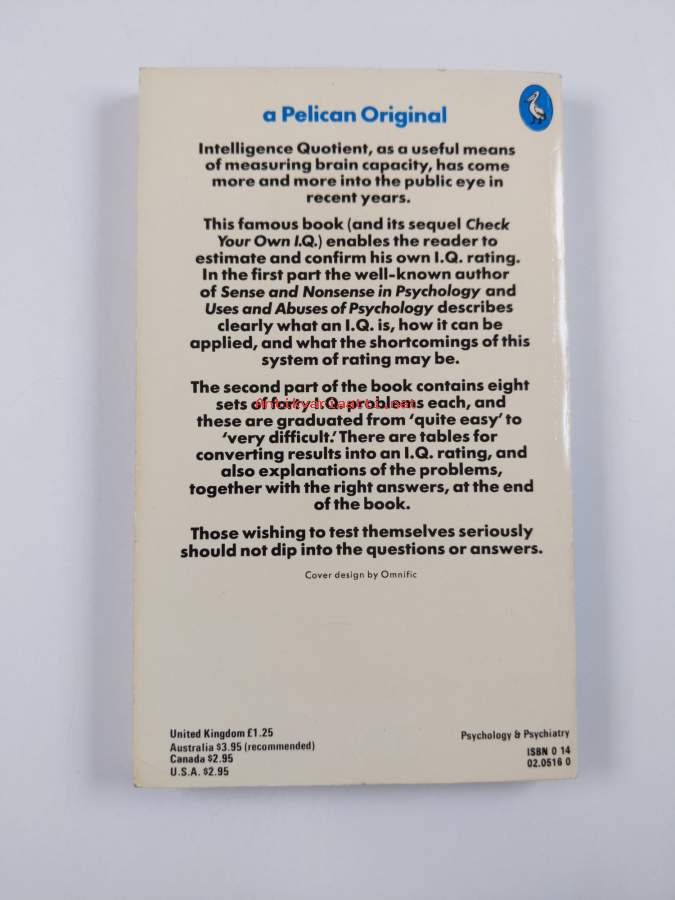 a Pelican Original
Intelligence Quotient, as a useful means
of measuring brain capacity, has come
more and more into the public eye in
recent years.
This famous book (and its sequel Check
Your Own I.Q.) enables the reader to
estimate and confirm his own I.Q. rating.
In the first part the well-known author
of Sense and Nonsense in Psychology and
Uses and Abuses of Psychology describes
clearly what an I.Q. is, how it can be
applied, and what the shortcomings of this
system of rating may be.
The second part of the book contains eight
sets of forty I.Q. problems each, and
these are graduated from ‘quite easy’ to
‘very difficult.’ There are tables for
converting results into an I.Q. rating, and
also explanations of the problems,
together with the right answers, at the end
of the book.
Those wishing to test themselves seriously
should not dip into the questions or answers.
Cover design by Omnific
United Kingdom £1.25
Australia $3.95 (recommended)
Canada $2.95
U.S.A. $2.95
Psychology & Psychiatry
ISBN 0 14
02.0516 0